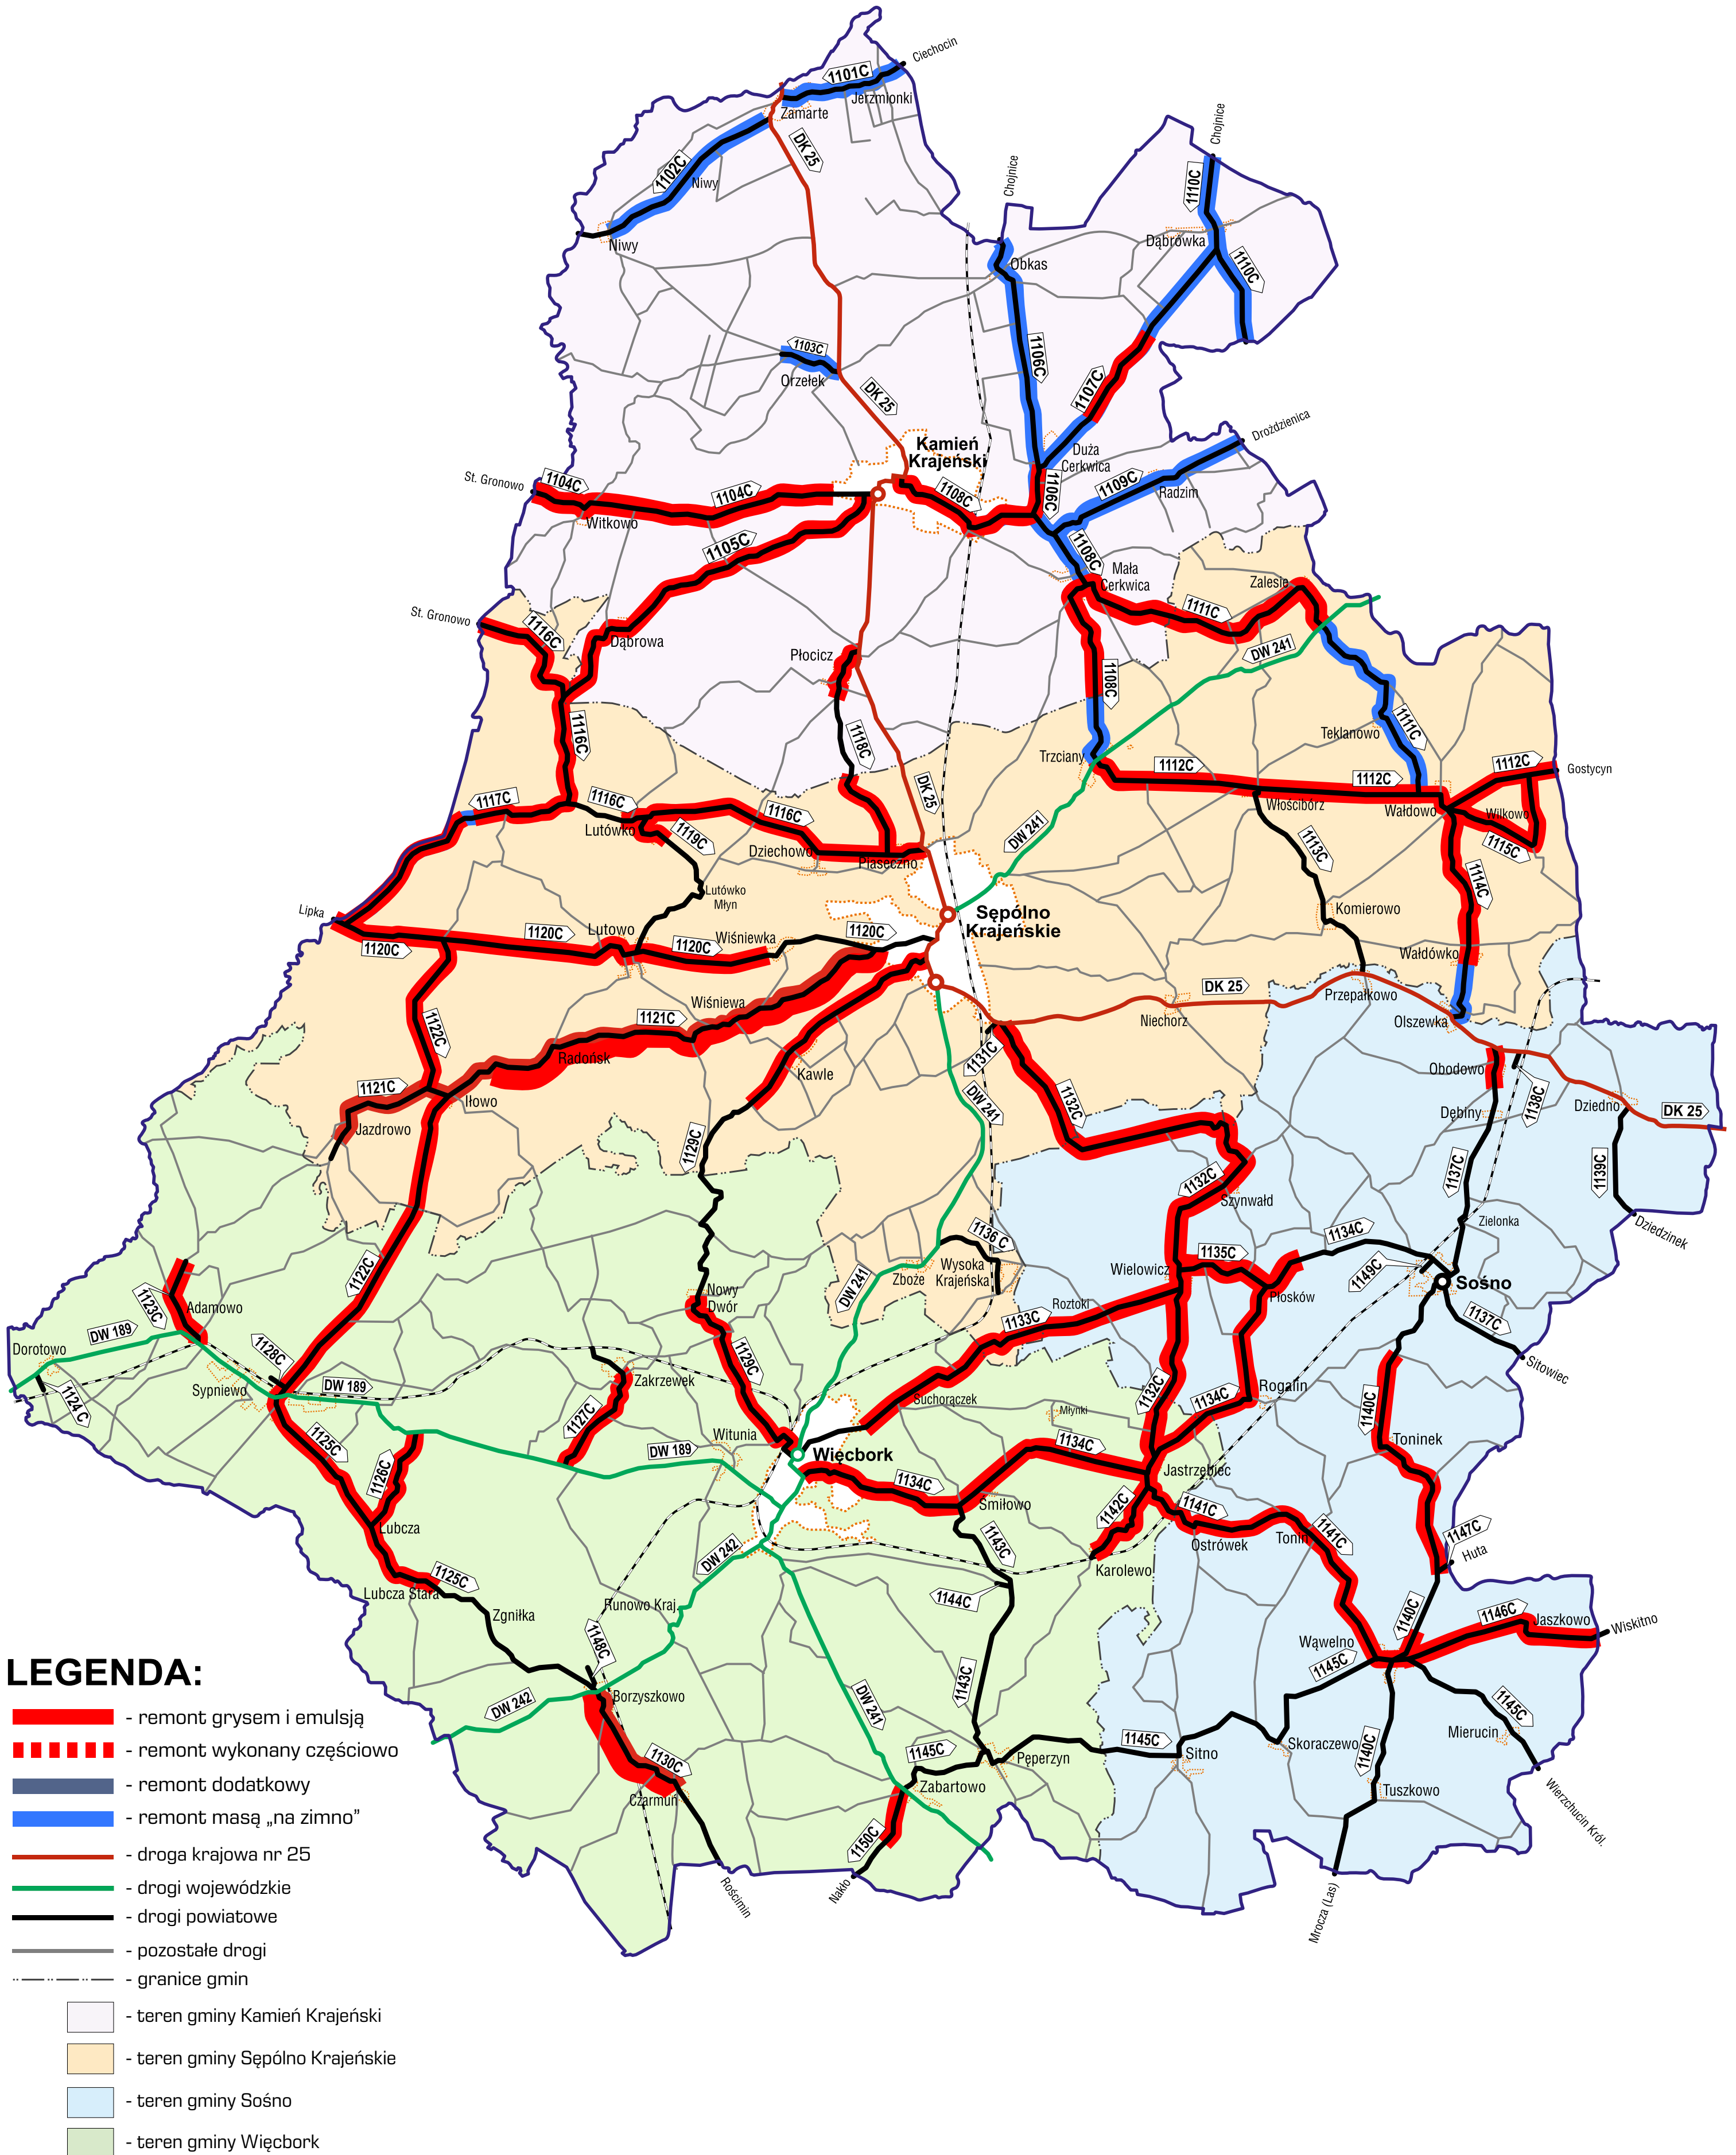 Ciechocin
1101C
Jerzmionki
Zamarte
DK 25
1102C
Niwy
Niwy
Chojnice
Chojnice
1110C
Dąbrówka
1110C
Obkas
1106C
1107C
1103C
Orzełek
DK 25
Kamień
Krajeński
Duża
Cerkwica
Drożdzienica
1109C
Radzim
St. Gronowo
1104C
1104C
Witkowo
1108C
1106C
1105C
1108C
Mała
Cerkwica
Zalesie
1111C
DW 241
St. Gronowo
1116C
Dąbrowa
Płocicz
1108C
1116C
1118C
Teklanowo
1111C
Trzciany
1112C
1112C
1112C
Gostycyn
DK 25
1117C
1116C
Lutówko
1116C
1119C
Dziechowo
Piaseczno
DW 241
Włościbórz
Wałdowo
Wilkowo
1115C
1113C
1114C
Lutówko
Młyn
Lipka
Komierowo
Sępólno
Krajeńskie
1120C
1120C
Lutowo
1120C
Wiśniewka
1120C
Wałdówko
Wiśniewa
DK 25
Przepałkowo
Niechorz
Olszewka
1122C
1121C
Radońsk
1131C
Kawle
Obodowo
1138C
1121C
Iłowo
Jazdrowo
DW 241
1132C
Dębiny
Dziedno
DK 25
1129C
1137C
1139C
1132C
Szynwałd
Zielonka
Dziedzinek
1136 C
Wysoka
Krajeńska
Zboże
1134C
1135C
Wielowicz
1149C
Sośno
Płosków
1122C
DW 241
Nowy
Dwór
Roztoki
1133C
1137C
Sitowiec
1123C
Adamowo
DW 189
Dorotowo
1128C
1124 C
Sypniewo
DW 189
Zakrzewek
1129C
1127C
Suchorączek
Młynki
1132C
1134C
Rogalin
1140C
Toninek
Witunia
DW 189
Więcbork
1134C
1125C
1126C
1134C
Jastrzębiec
Śmiłowo
1142C
1141C
Ostrówek
Tonin
1141C
1147C
Huta
Lubcza
DW 242
1143C
Karolewo
Lubcza Stara
1125C
Zgniłka
Runowo Kraj.
1144C
1140C
1146C
Jaszkowo
Wiskitno
Wąwelno
1148C
1145C
1143C
Borzyszkowo
DW 242
DW 241
1145C
Mierucin
1145C
Pęperzyn
1145C
Sitno
Skoraczewo
1140C
1130C
Czarmuń
Zabartowo
Tuszkowo
Wierzchucin Król.
1150C
Nakło
Rościmin
Mrocza (Las)
LEGENDA:
- remont grysem i emulsją
- remont wykonany częściowo
- remont dodatkowy
- remont masą „na zimno”
- droga krajowa nr 25
- drogi wojewódzkie
- drogi powiatowe
- pozostałe drogi
- granice gmin
- teren gminy Kamień Krajeński
- teren gminy Sępólno Krajeńskie
- teren gminy Sośno
- teren gminy Więcbork